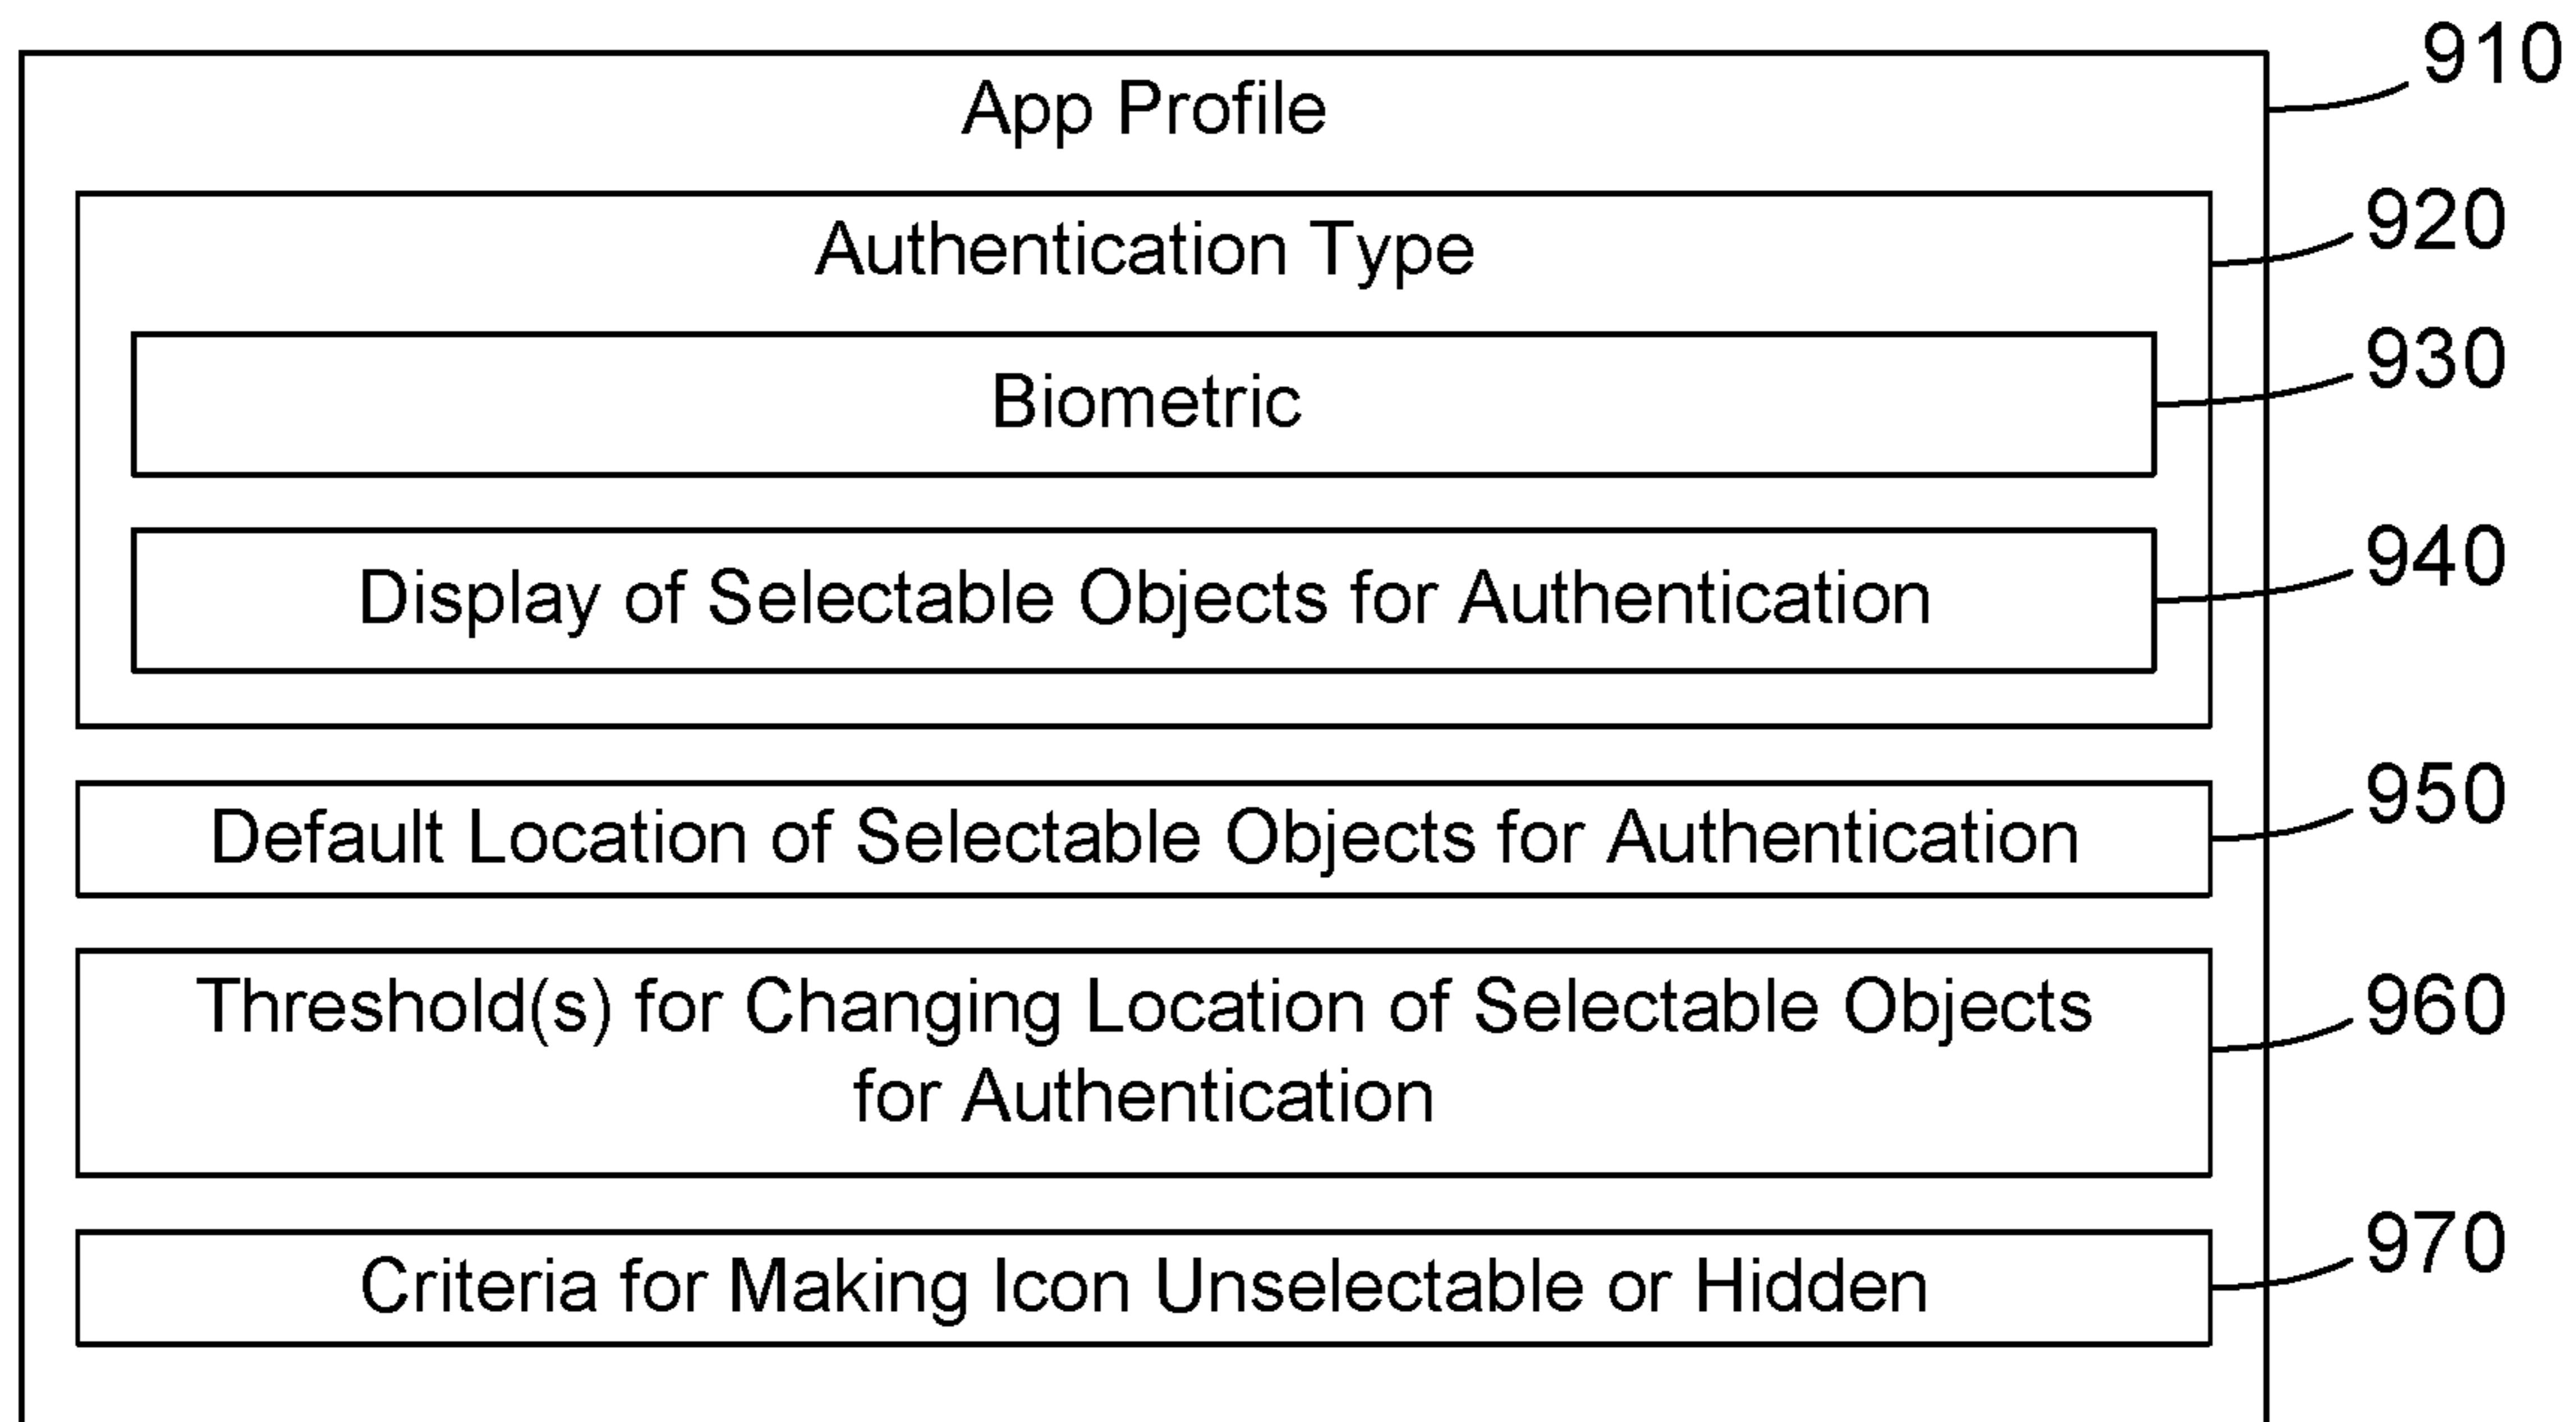 910
App Profile
920
Authentication Type
930
Biometric
940
Display of Selectable Objects for Authentication
950
Default Location of Selectable Objects for Authentication
960
Threshold(s) for Changing Location of Selectable Objects
for Authentication
970
Criteria for Making Icon Unselectable or Hidden